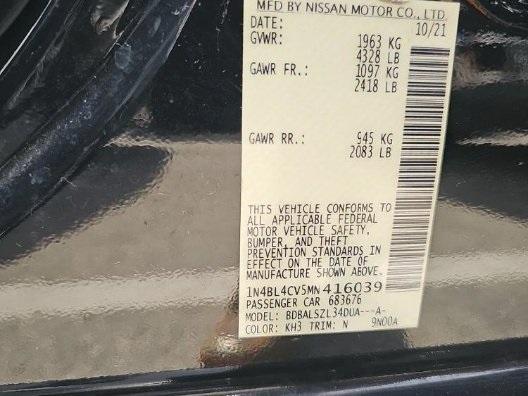 MFD BY NISSAN MOTOR CO., LTD.
DATE: 10/21
GVWR: 1963 KG
4328 LB
GAWR FR.: 1097 KG
2418 LB
GAWR RR.: 945 KG
2083 LB
THIS VEHICLE CONFORMS TO
ALL APPLICABLE FEDERAL
MOTOR VEHICLE SAFETY,
BUMPER, AND THEFT
PREVENTION STANDARDS IN
EFFECT ON THE DATE OF
MANUFACTURE SHOWN ABOVE.
1N4BL4CV5MN416039
PASSENGER CAR 683676
MODEL: BDBALSZL34DUA---A-
COLOR: KH3 TRIM: N 9N00A